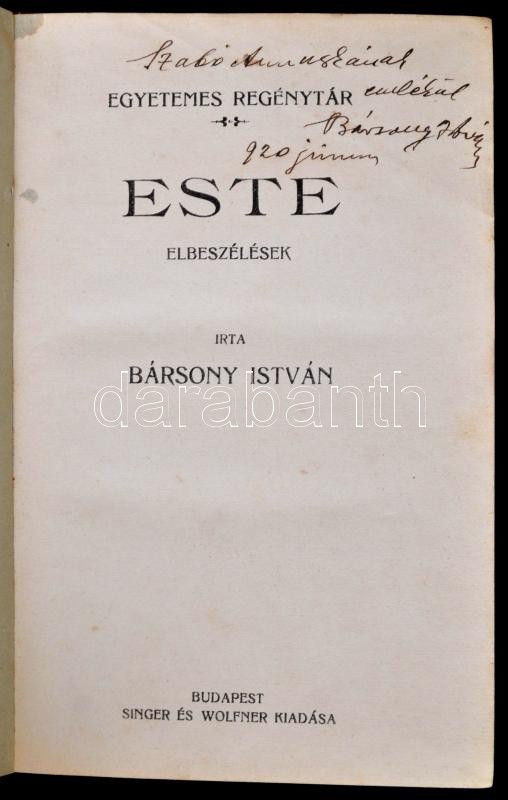 Szabó Annuskának
emlékül
Bársony István
920 június
EGYETEMES REGÉNYTÁR
ESTE
ELBESZÉLÉSEK
IRTA
BÁRSONY ISTVÁN
darabanth
BUDAPEST
SINGER ÉS WOLFNER KIADÁSA